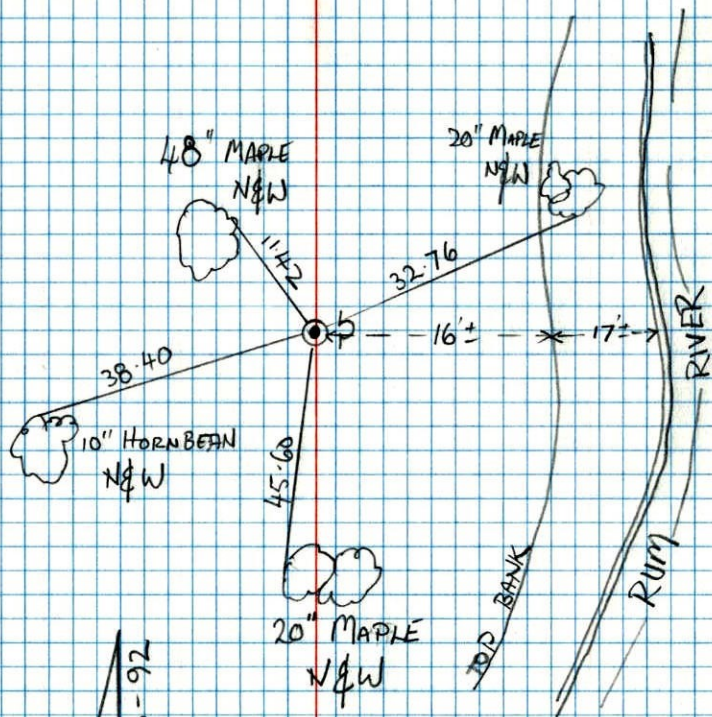 48" MAPLE
N&W
20" MAPLE
N&W
11.42
32.76
16'±
17'±
RIVER
38.40
10" HORNBEAN
N&W
45.60
TOP BANK
RUM
20" MAPLE
N&W
-92